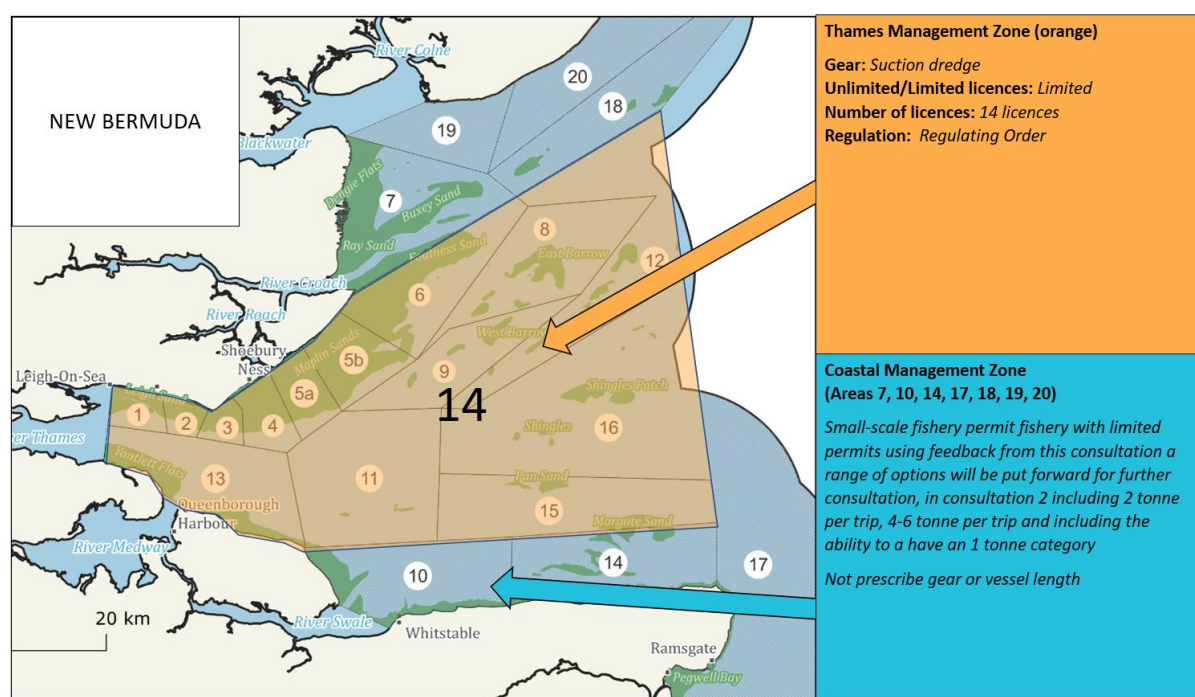 NEW BERMUDA
River Colne
Blackwater
20
18
19
7
Dengie Flats
Buxey Sand
Ray Sand
Foulness Sand
River Croach
River Roach
Shoebury
Ness
Leigh-On-Sea
Leigh Sand
Maplin Sands
8
East Barrow
12
6
West Barrow
5b
9
5a
14
1
2
3
4
Shingles Patch
Shingles
16
er Thames
Yantlett Flats
13
11
Pan Sand
15
Queenborough
Harbour
Margate Sand
River Medway
10
14
17
20 km
River Swale
Whitstable
Ramsgate
Pegwell Bay
Thames Management Zone (orange)
Gear: Suction dredge
Unlimited/Limited licences: Limited
Number of licences: 14 licences
Regulation: Regulating Order
Coastal Management Zone
(Areas 7, 10, 14, 17, 18, 19, 20)
Small-scale fishery permit fishery with limited
permits using feedback from this consultation a
range of options will be put forward for further
consultation, in consultation 2 including 2 tonne
per trip, 4-6 tonne per trip and including the
ability to a have an 1 tonne category
Not prescribe gear or vessel length